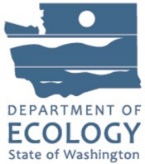 DEPARTMENT OF
ECOLOGY
State of Washington